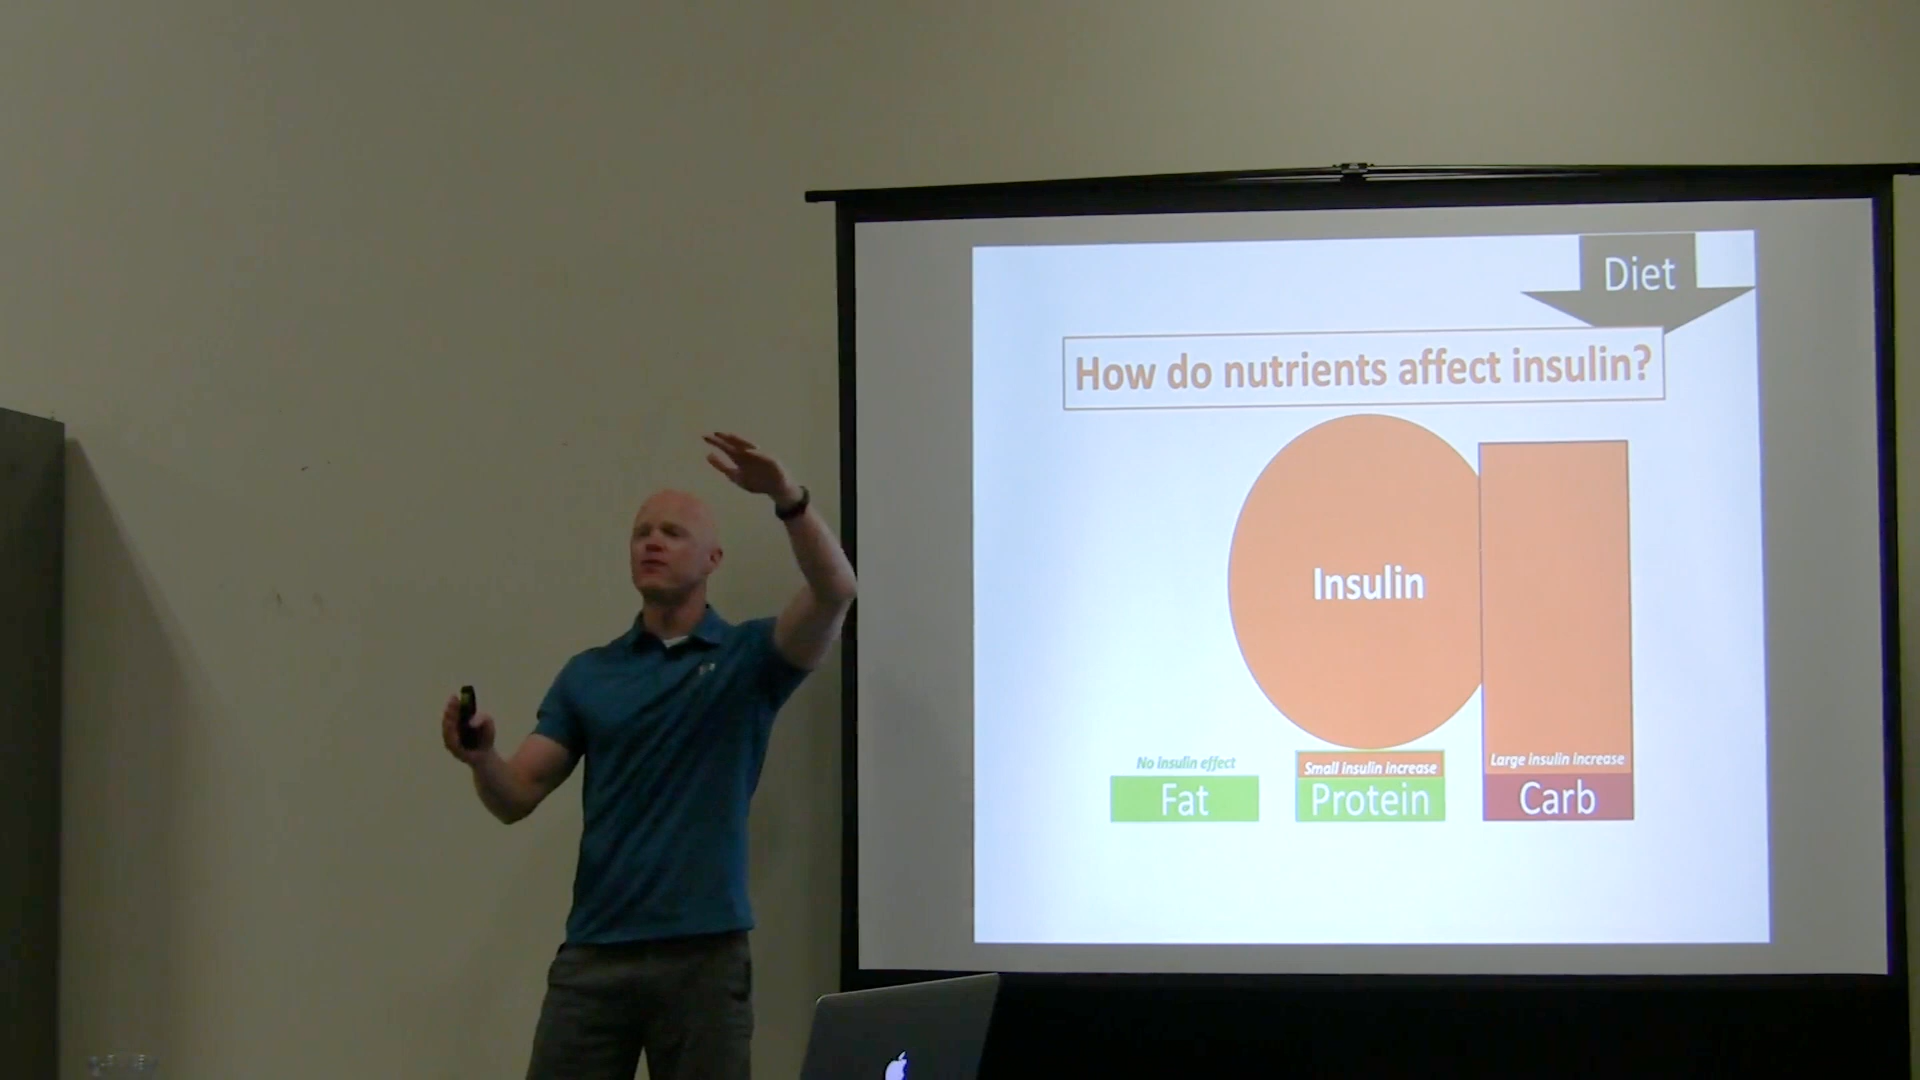 Diet
How do nutrients affect insulin?
Insulin
No insulin effect
Small insulin increase
Large insulin increase
Fat
Protein
Carb